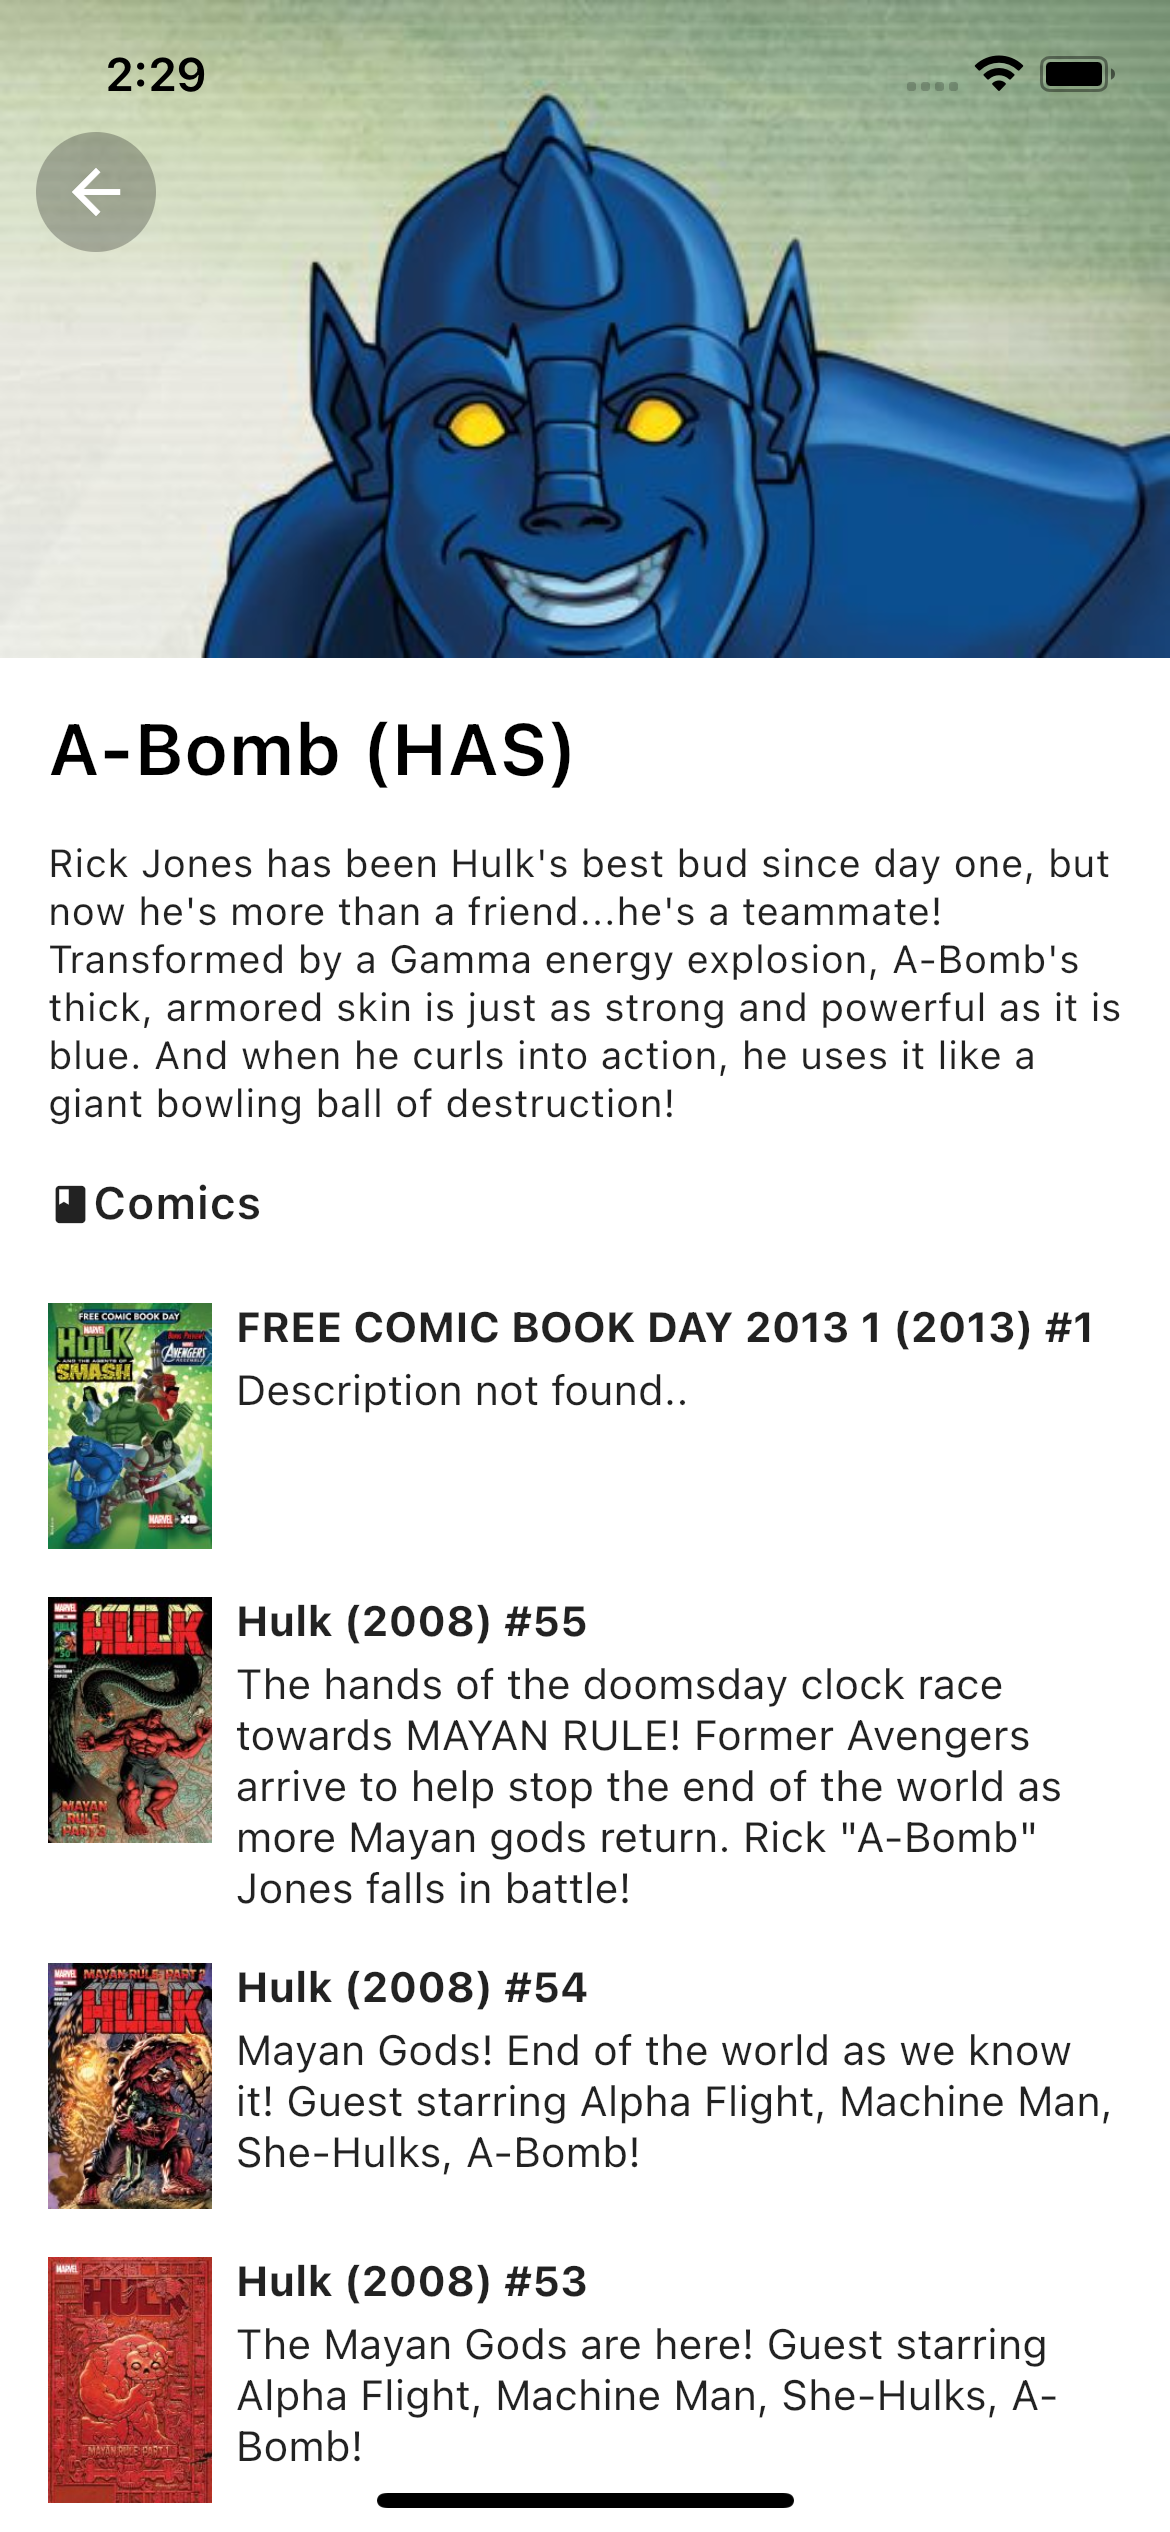 2:29
A-Bomb (HAS)
Rick Jones has been Hulk's best bud since day one, but
now he's more than a friend...he's a teammate!
Transformed by a Gamma energy explosion, A-Bomb's
thick, armored skin is just as strong and powerful as it is
blue. And when he curls into action, he uses it like a
giant bowling ball of destruction!
Comics
FREE COMIC BOOK DAY
MARVEL
HULK
AND THE AGENTS OF
SMASH
AVENGERS
MARVEL XD
FREE COMIC BOOK DAY 2013 1 (2013) #1
Description not found..
MARVEL
HULK
MAYAN
RULE
PART 3
Hulk (2008) #55
The hands of the doomsday clock race
towards MAYAN RULE! Former Avengers
arrive to help stop the end of the world as
more Mayan gods return. Rick "A-Bomb"
Jones falls in battle!
MARVEL
MAYAN RULE PART 2
HULK
Hulk (2008) #54
Mayan Gods! End of the world as we know
it! Guest starring Alpha Flight, Machine Man,
She-Hulks, A-Bomb!
MARVEL
HULK
MAYAN RULE PART 1
Hulk (2008) #53
The Mayan Gods are here! Guest starring
Alpha Flight, Machine Man, She-Hulks, A-
Bomb!